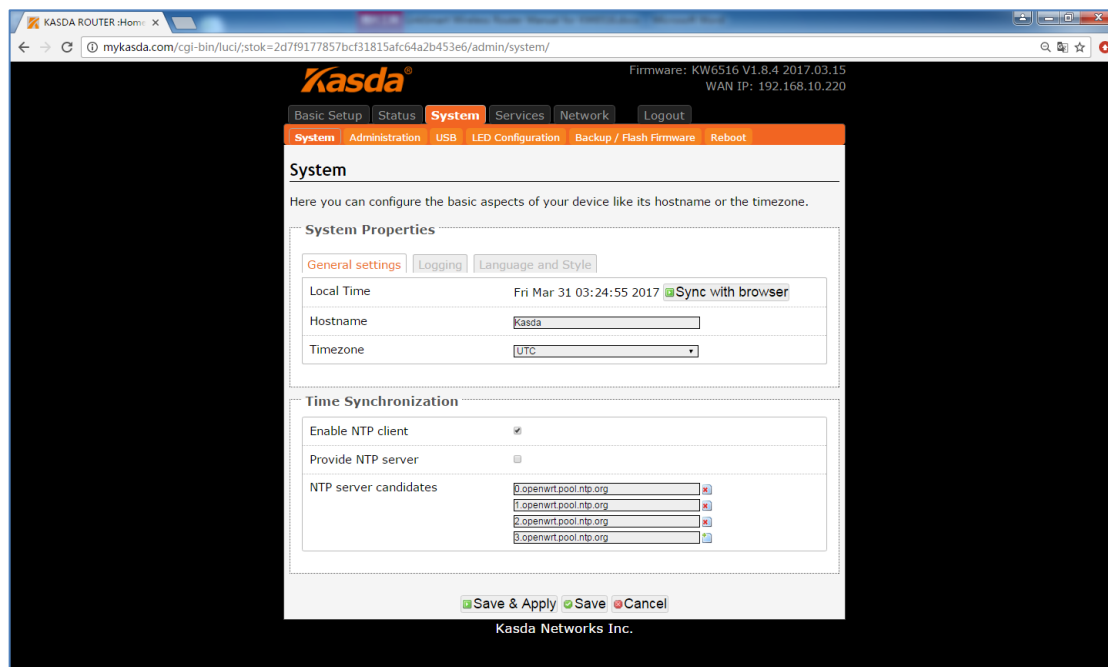 KASDA ROUTER :Home
mykasda.com/cgi-bin/luci/;stok=2d7f9177857bcf31815afc64a2b453e6/admin/system/
Kasda®
Firmware: KW6516 V1.8.4 2017.03.15
WAN IP: 192.168.10.220
Basic Setup Status System Services Network Logout
System Administration USB LED Configuration Backup / Flash Firmware Reboot
System
Here you can configure the basic aspects of your device like its hostname or the timezone.
System Properties
General settings Logging Language and Style
Local Time Fri Mar 31 03:24:55 2017 Sync with browser
Hostname Kasda
Timezone UTC
Time Synchronization
Enable NTP client
Provide NTP server
NTP server candidates 0.openwrt.pool.ntp.org
1.openwrt.pool.ntp.org
2.openwrt.pool.ntp.org
3.openwrt.pool.ntp.org
Save & Apply Save Cancel
Kasda Networks Inc.